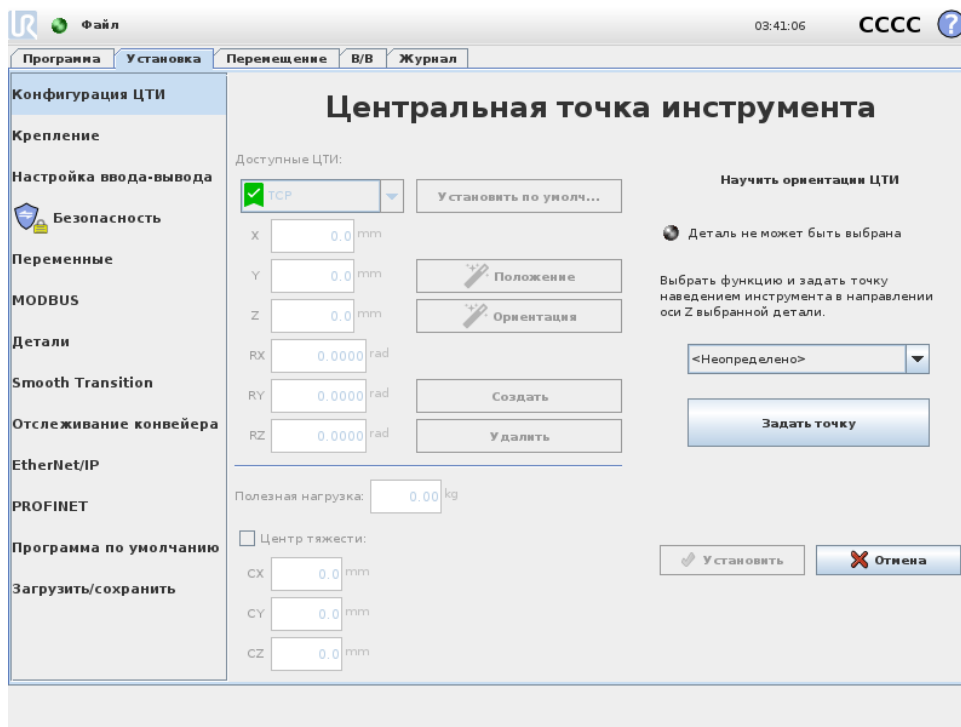 UR Файл 03:41:06 CCCC ?
Программа Установка Перемещение В/В Журнал
Конфигурация ЦТИ
Крепление
Настройка ввода-вывода
Безопасность
Переменные
MODBUS
Детали
Smooth Transition
Отслеживание конвейера
EtherNet/IP
PROFINET
Программа по умолчанию
Загрузить/сохранить
Центральная точка инструмента
Доступные ЦТИ:
TCP Установить по умолч...
X 0.0 mm
Y 0.0 mm Положение
Z 0.0 mm Ориентация
RX 0.0000 rad
RY 0.0000 rad Создать
RZ 0.0000 rad Удалить
Полезная нагрузка: 0.00 kg
Центр тяжести:
CX 0.0 mm
CY 0.0 mm
CZ 0.0 mm
Научить ориентации ЦТИ
Деталь не может быть выбрана
Выбрать функцию и задать точку
наведением инструмента в направлении
оси Z выбранной детали.
<Неопределено>
Задать точку
Установить Отмена